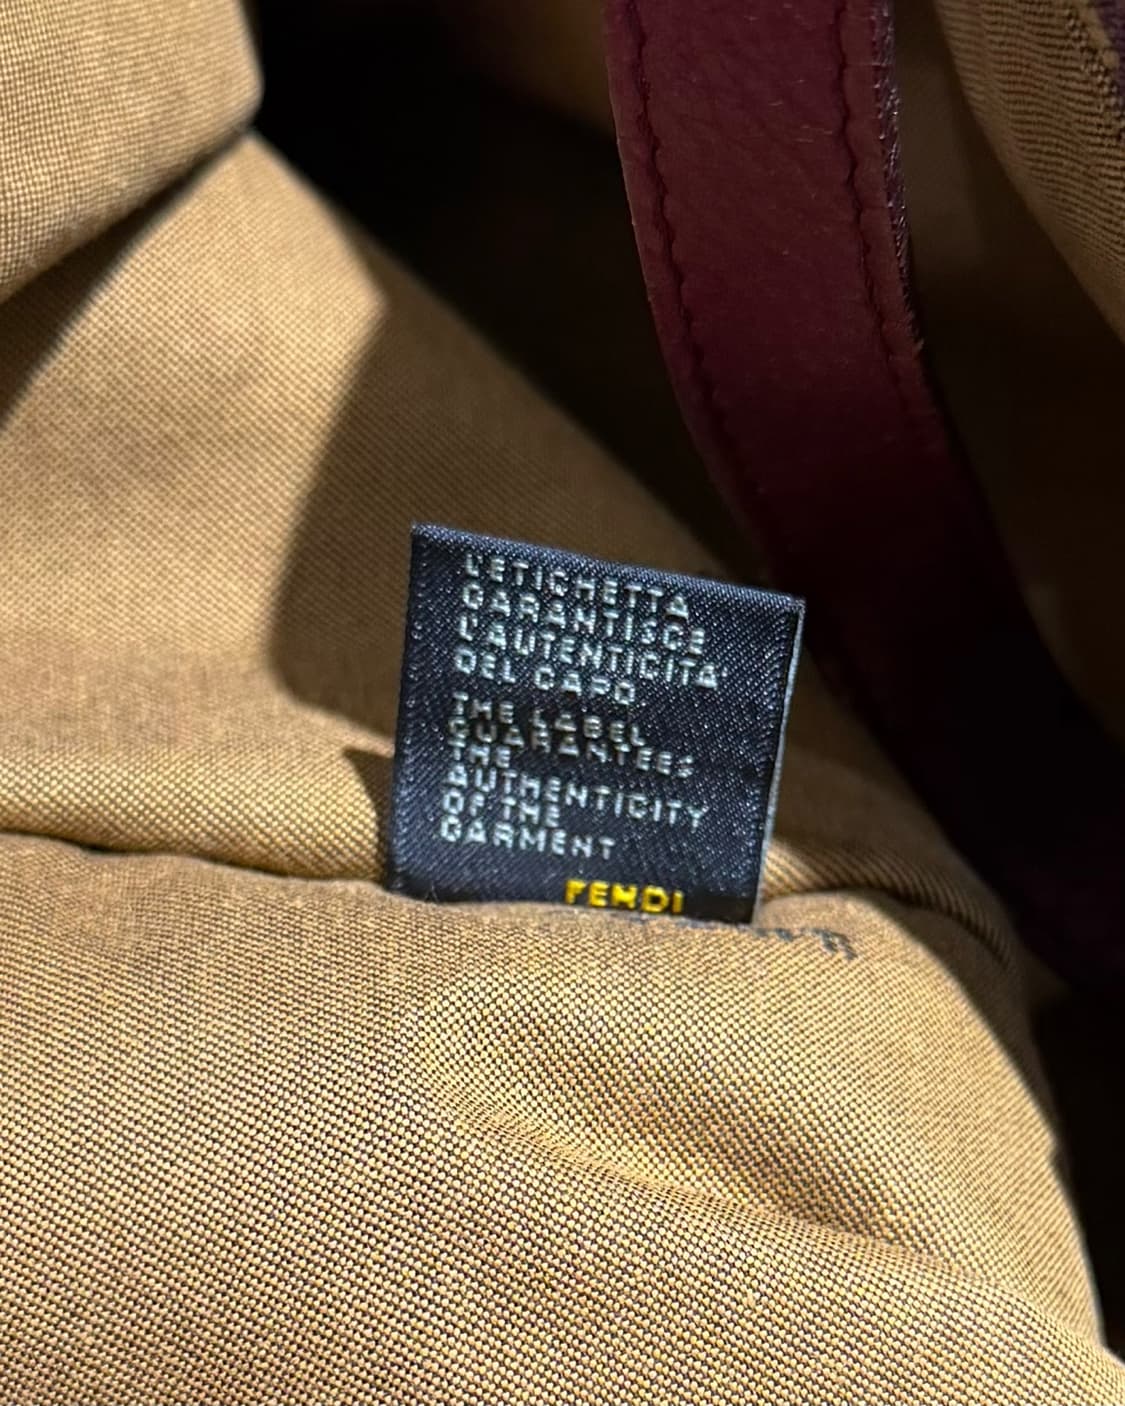 L'ETICHETTA
GARANTISCE
L'AUTENTICITA'
DEL CAPO
THE LABEL
GUARANTEES
THE
AUTHENTICITY
OF THE
GARMENT
FENDI